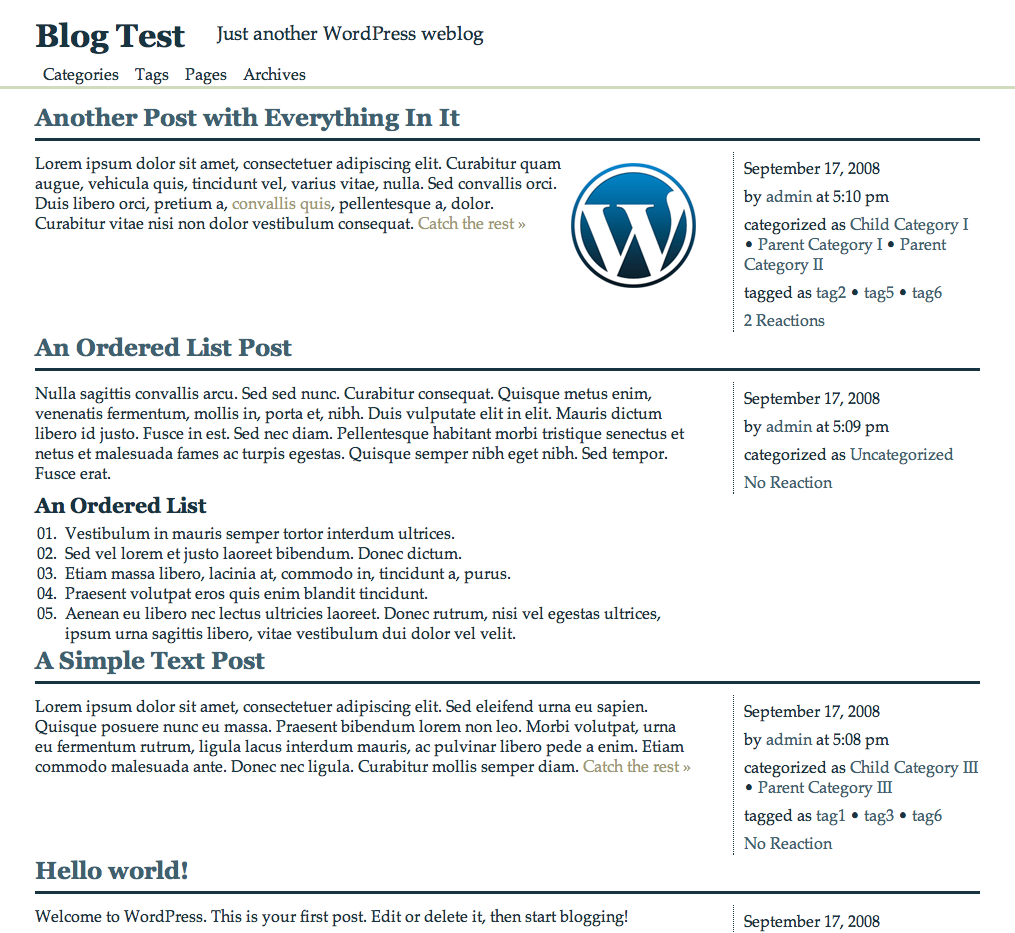 Blog Test
Just another WordPress weblog
Categories Tags Pages Archives
Another Post with Everything In It
Lorem ipsum dolor sit amet, consectetuer adipiscing elit. Curabitur quam
augue, vehicula quis, tincidunt vel, varius vitae, nulla. Sed convallis orci.
Duis libero orci, pretium a, convallis quis, pellentesque a, dolor.
Curabitur vitae nisi non dolor vestibulum consequat. Catch the rest »
W
September 17, 2008
by admin at 5:10 pm
categorized as Child Category I
• Parent Category I • Parent
Category II
tagged as tag2 • tag5 • tag6
2 Reactions
An Ordered List Post
Nulla sagittis convallis arcu. Sed sed nunc. Curabitur consequat. Quisque metus enim,
venenatis fermentum, mollis in, porta et, nibh. Duis vulputate elit in elit. Mauris dictum
libero id justo. Fusce in est. Sed nec diam. Pellentesque habitant morbi tristique senectus et
netus et malesuada fames ac turpis egestas. Quisque semper nibh eget nibh. Sed tempor.
Fusce erat.
An Ordered List
01. Vestibulum in mauris semper tortor interdum ultrices.
02. Sed vel lorem et justo laoreet bibendum. Donec dictum.
03. Etiam massa libero, lacinia at, commodo in, tincidunt a, purus.
04. Praesent volutpat eros quis enim blandit tincidunt.
05. Aenean eu libero nec lectus ultricies laoreet. Donec rutrum, nisi vel egestas ultrices,
ipsum urna sagittis libero, vitae vestibulum dui dolor vel velit.
September 17, 2008
by admin at 5:09 pm
categorized as Uncategorized
No Reaction
A Simple Text Post
Lorem ipsum dolor sit amet, consectetuer adipiscing elit. Sed eleifend urna eu sapien.
Quisque posuere nunc eu massa. Praesent bibendum lorem non leo. Morbi volutpat, urna
eu fermentum rutrum, ligula lacus interdum mauris, ac pulvinar libero pede a enim. Etiam
commodo malesuada ante. Donec nec ligula. Curabitur mollis semper diam. Catch the rest »
September 17, 2008
by admin at 5:08 pm
categorized as Child Category III
• Parent Category III
tagged as tag1 • tag3 • tag6
No Reaction
Hello world!
Welcome to WordPress. This is your first post. Edit or delete it, then start blogging!
September 17, 2008